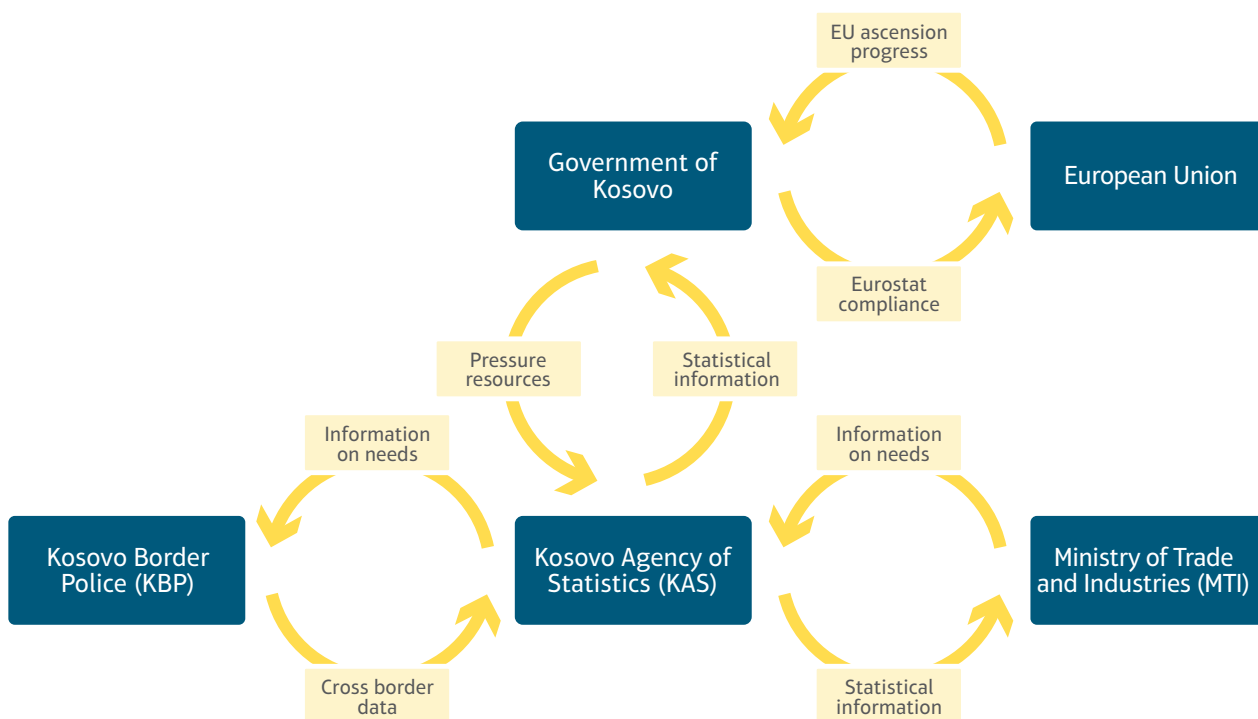 EU ascension
progress
Government of
Kosovo
European Union
Eurostat
compliance
Pressure
resources
Statistical
information
Information
on needs
Information
on needs
Kosovo Border
Police (KBP)
Kosovo Agency of
Statistics (KAS)
Ministry of Trade
and Industries (MTI)
Cross border
data
Statistical
information